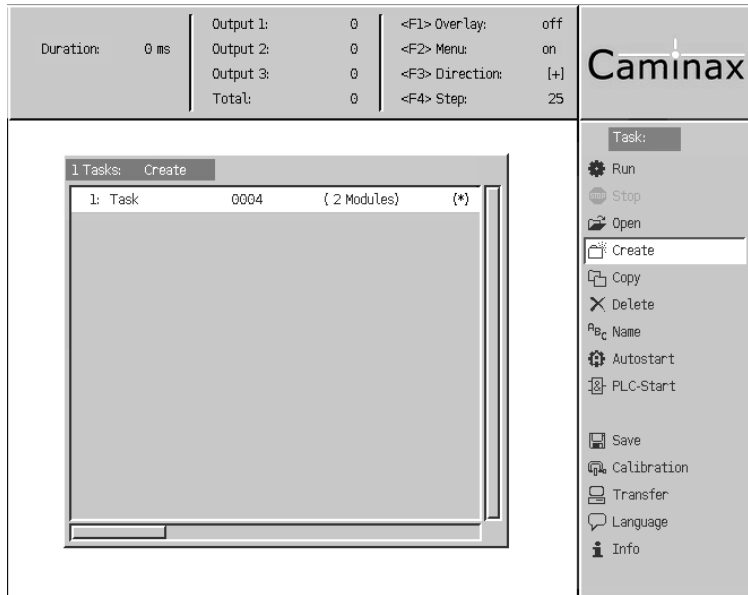 Duration: 0 ms
Output 1: 0
Output 2: 0
Output 3: 0
Total: 0
<F1> Overlay: off
<F2> Menu: on
<F3> Direction: [+]
<F4> Step: 25
Caminax
1 Tasks: Create
1: Task 0004 ( 2 Modules) (*)
Task:
Run
STOP Stop
Open
Create
Copy
Delete
ABC Name
Autostart
& PLC-Start
Save
Calibration
Transfer
Language
i Info